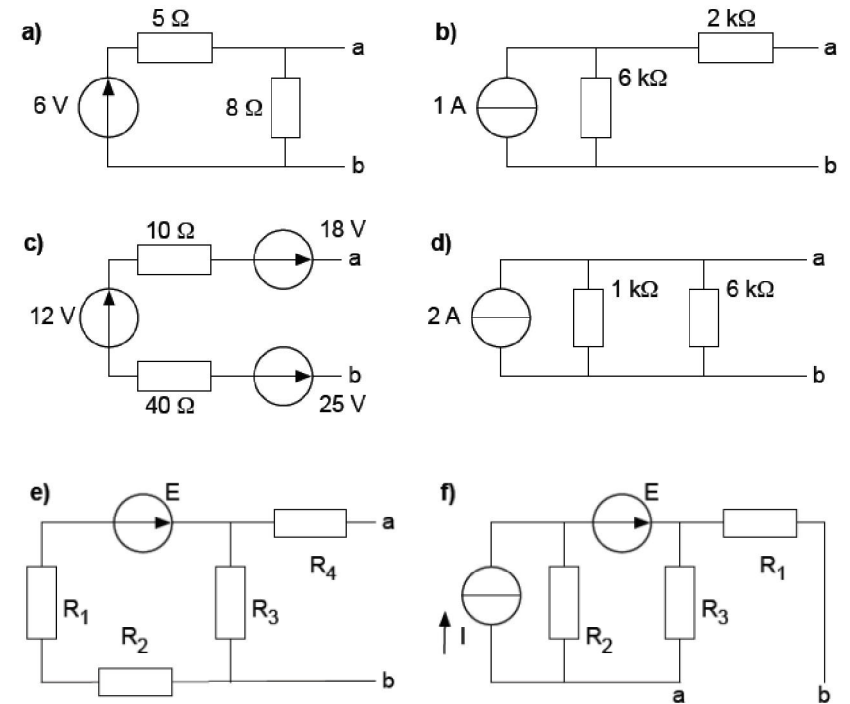 a)
5 Ω
a
6 V
8 Ω
b
b)
2 kΩ
a
6 kΩ
1 A
b
c)
10 Ω
18 V
a
12 V
b
40 Ω
25 V
d)
a
1 kΩ
6 kΩ
2 A
b
e)
E
a
R4
R1
R3
R2
b
f)
E
R1
R3
I
R2
a
b